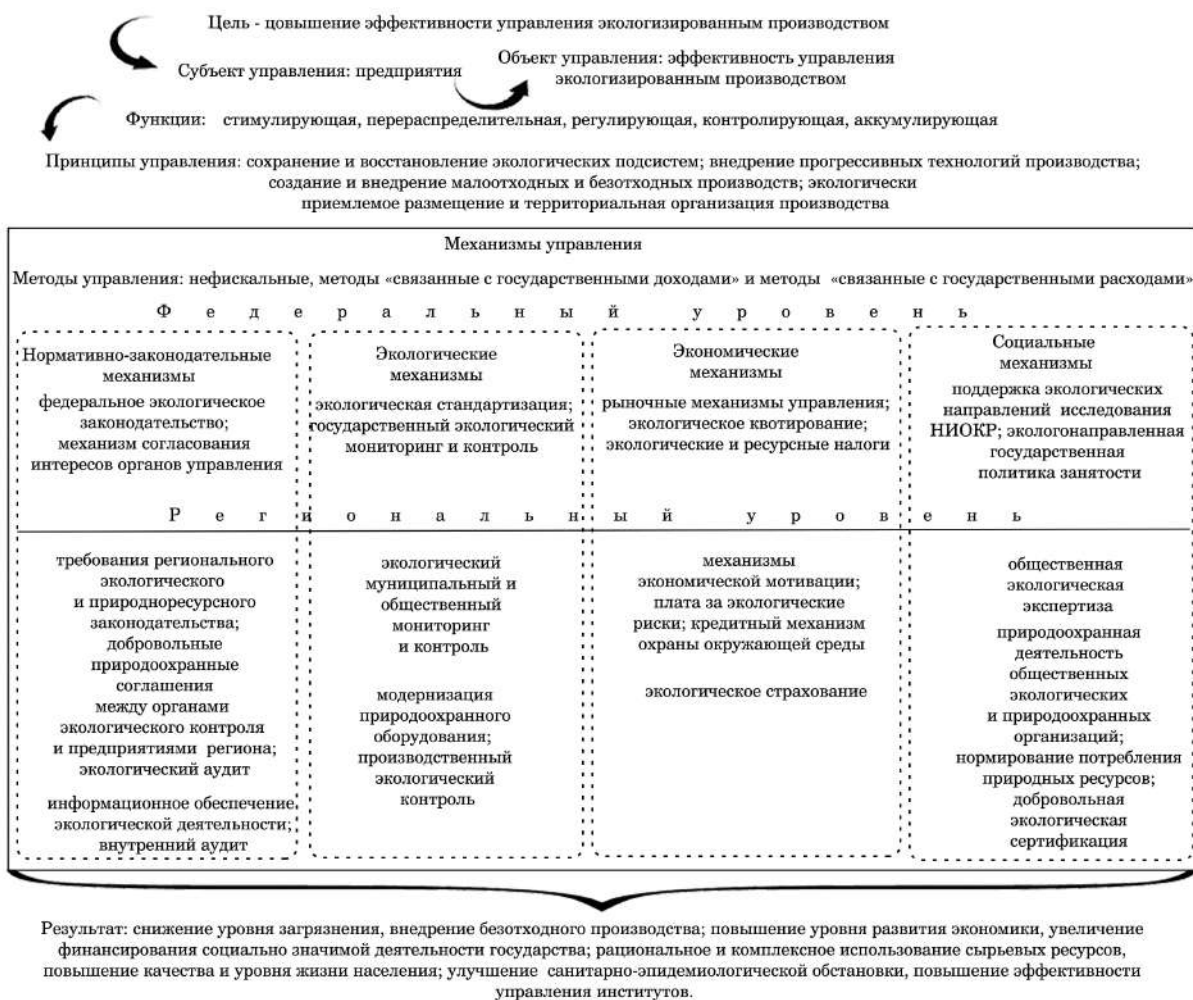 Цель - цовышение эффективности управления экологизированным производством
Субъект управления: предприятия
Объект управления: эффективность управления
экологизированным производством
Функции: стимулирующая, перераспределительная, регулирующая, контролирующая, аккумулирующая
Принципы управления: сохранение и восстановление экологических подсистем; внедрение прогрессивных технологий производства;
создание и внедрение малоотходных и безотходных производств; экологически
приемлемое размещение и территориальная организация производства
Механизмы управления
Методы управления: нефискальные, методы «связанные с государственными доходами» и методы «связанные с государственными расходами»
Федеральный уровень
Нормативно-законодательные
механизмы
федеральное экологическое
законодательство;
механизм согласования
интересов органов управления
Экологические
механизмы
экологическая стандартизация;
государственный экологический
мониторинг и контроль
Экономические
механизмы
рыночные механизмы управления;
экологическое квотирование;
экологические и ресурсные налоги
Социальные
механизмы
поддержка экологических
направлений исследования
НИОКР; экологонаправленная
государственная
политика занятости
Региональный уровень
требования регионального
экологического
и природноресурсного
законодательства;
добровольные
природоохранные
соглашения
между органами
экологического контроля
и предприятиями региона;
экологический аудит
информационное обеспечение
экологической деятельности;
внутренний аудит
экологический
муниципальный и
общественный
мониторинг
и контроль
модернизация
природоохранного
оборудования;
производственный
экологический
контроль
механизмы
экономической мотивации;
плата за экологические
риски; кредитный механизм
охраны окружающей среды
экологическое страхование
общественная
экологическая
экспертиза
природоохранная
деятельность
общественных
экологических
и природоохранных
организаций;
нормирование потребления
природных ресурсов;
добровольная
экологическая
сертификация
Результат: снижение уровня загрязнения, внедрение безотходного производства; повышение уровня развития экономики, увеличение
финансирования социально значимой деятельности государства; рациональное и комплексное использование сырьевых ресурсов,
повышение качества и уровня жизни населения; улучшение санитарно-эпидемиологической обстановки, повышение эффективности
управления институтов.